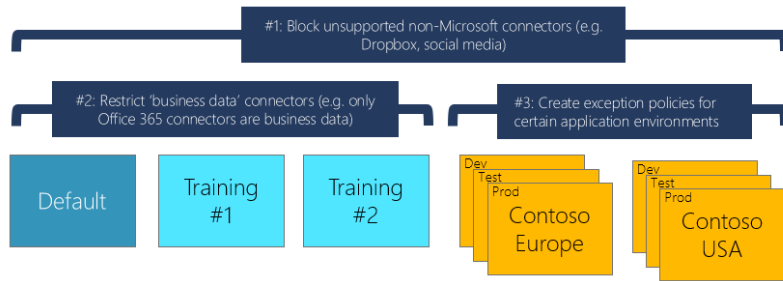 #1: Block unsupported non-Microsoft connectors (e.g.
Dropbox, social media)
#2: Restrict ‘business data’ connectors (e.g. only
Office 365 connectors are business data)
#3: Create exception policies for
certain application environments
Default
Training
#1
Training
#2
Dev
Test
Prod
Contoso
Europe
Dev
Test
Prod
Contoso
USA